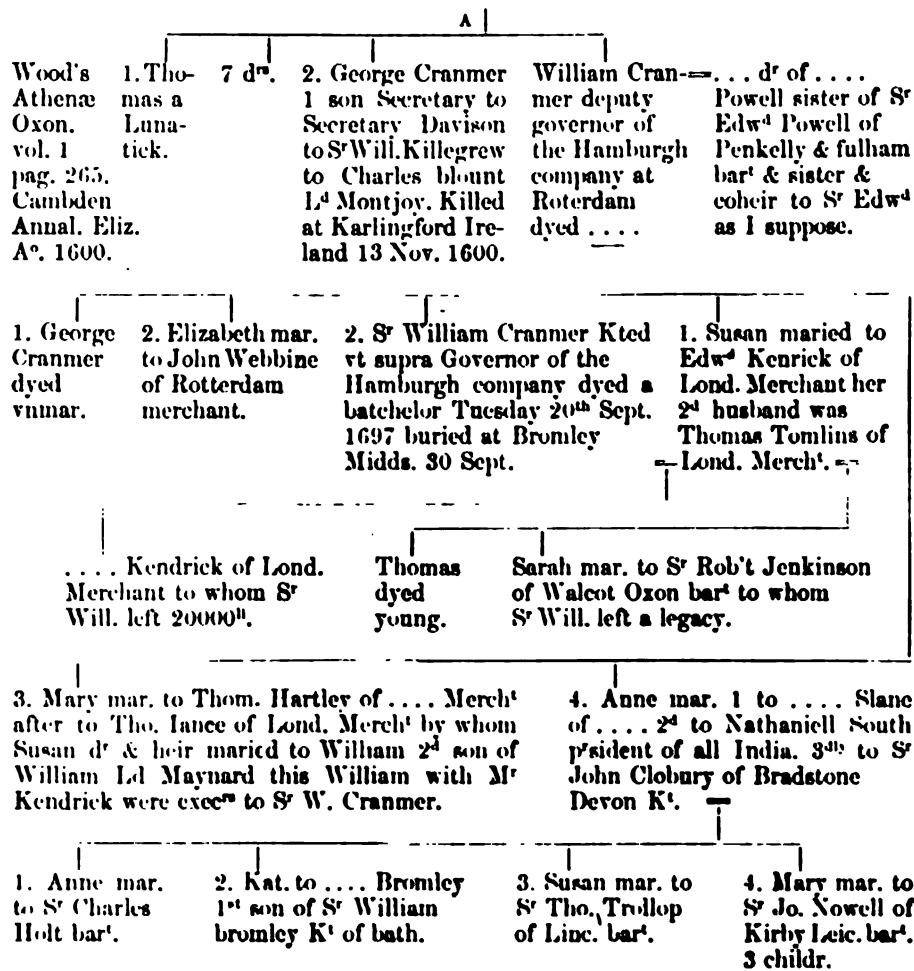 A
Wood's
Athenæ
Oxon.
vol. 1
pag. 265.
Cambden
Annal. Eliz.
Aº. 1600.
1. Tho-
mas a
Luna-
tick.
7 drs.
2. George Cranmer
1 son Secretary to
Secretary Davison
to Sr Will. Killegrew
to Charles blount
Ld Montjoy. Killed
at Karlingford Ire-
land 13 Nov. 1600.
William Cran-
mer deputy
governor of
the Hamburgh
company at
Roterdam
dyed ....
= ... dr of ....
Powell sister of Sr
Edwd Powell of
Penkelly & fulham
bart & sister &
coheir to Sr Edwd
as I suppose.
1. George
Cranmer
dyed
vnmar.
2. Elizabeth mar.
to John Webbine
of Rotterdam
merchant.
2. Sr William Cranmer Kted
vt supra Governor of the
Hamburgh company dyed a
batchelor Tuesday 20th Sept.
1697 buried at Bromley
Midds. 30 Sept.
1. Susan maried to
Edwd Kenrick of
Lond. Merchant her
2d husband was
Thomas Tomlins of
= Lond. Mercht. =
.... Kendrick of Lond.
Merchant to whom Sr
Will. left 20000ll.
Thomas
dyed
young.
Sarah mar. to Sr Rob't Jenkinson
of Walcot Oxon bart to whom
Sr Will. left a legacy.
3. Mary mar. to Thom. Hartley of .... Mercht
after to Tho. Iance of Lond. Mercht by whom
Susan dr & heir maried to William 2d son of
William Ld Maynard this William with Mr
Kendrick were execrs to Sr W. Cranmer.
4. Anne mar. 1 to .... Slane
of .... 2d to Nathaniell South
prsident of all India. 3dly to Sr
John Clobury of Bradstone
Devon Kt. =
1. Anne mar.
to Sr Charles
Holt bart.
2. Kat. to .... Bromley
1st son of Sr William
bromley Kt of bath.
3. Susan mar. to
Sr Tho. Trollop
of Linc. bart.
4. Mary mar. to
Sr Jo. Nowell of
Kirby Leic. bart.
3 childr.